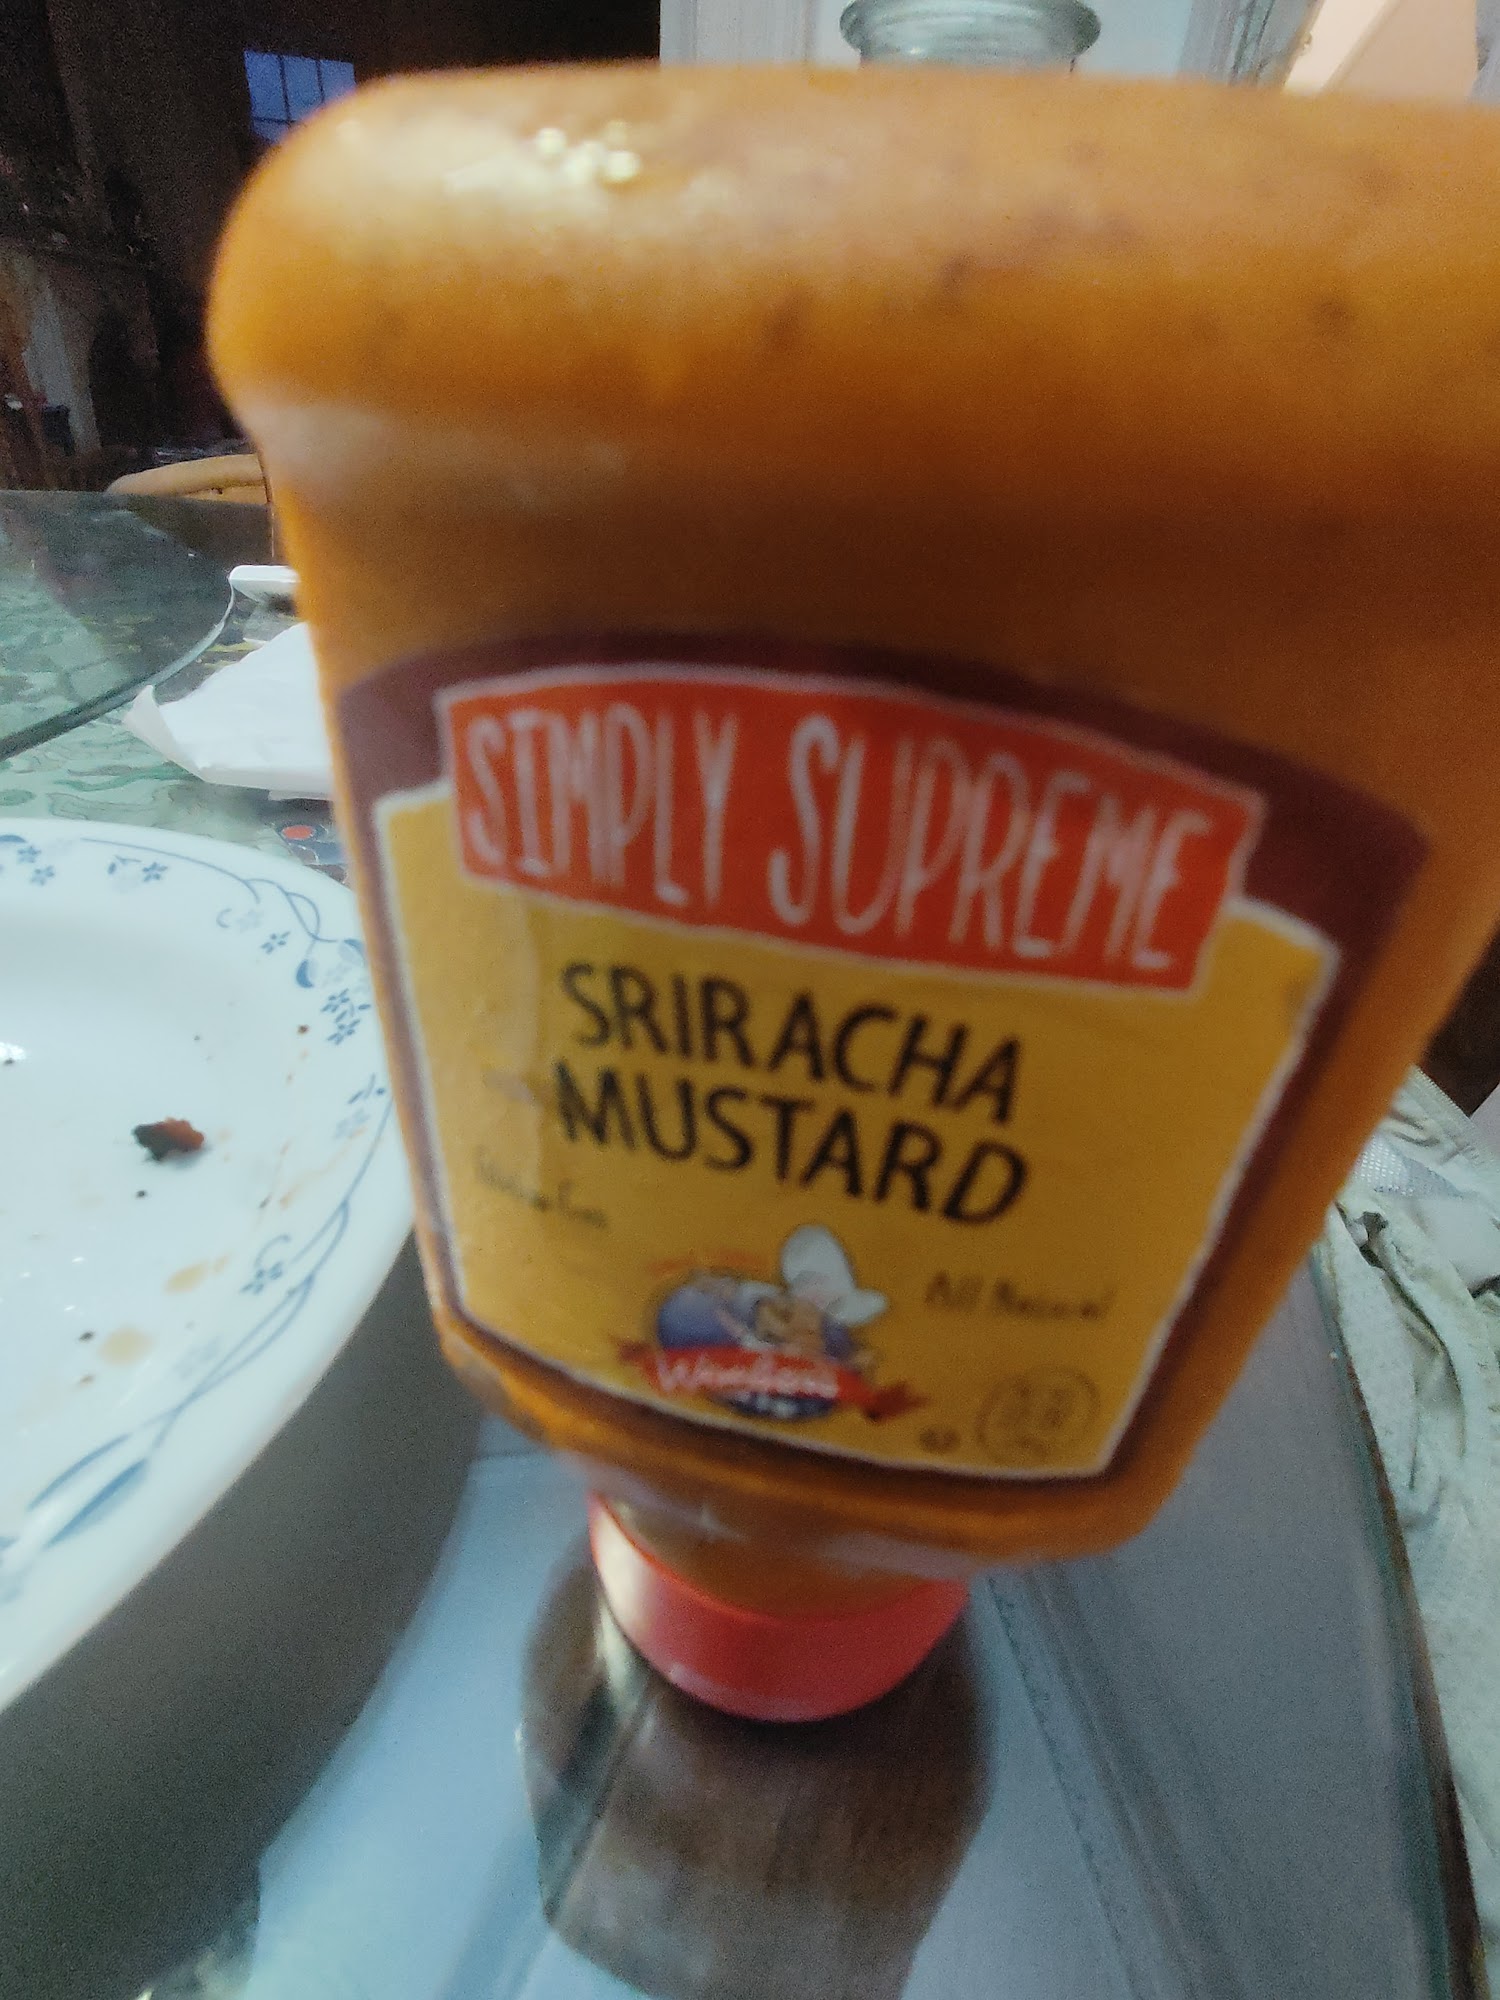 SIMPLY SUPREME
SRIRACHA
MUSTARD
All Natural